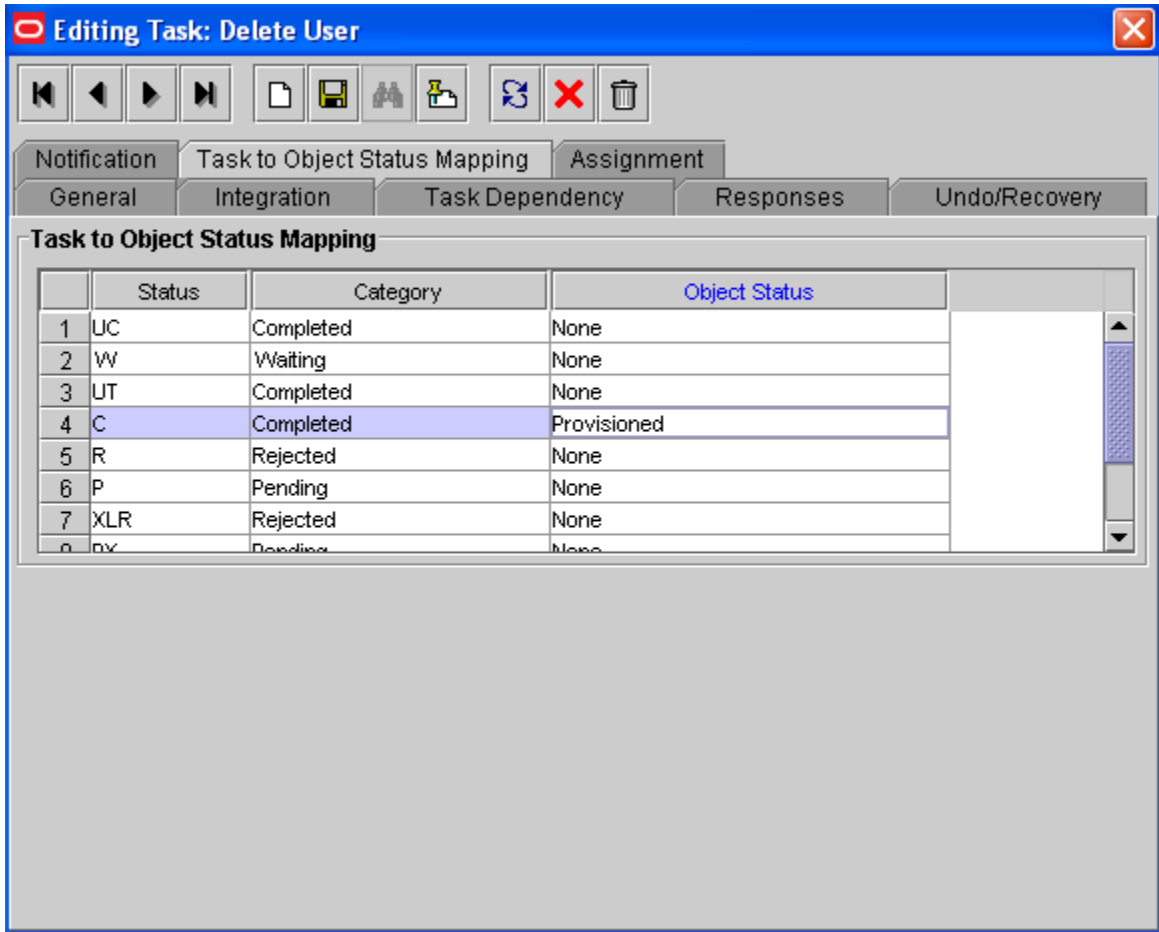 Editing Task: Delete User
Notification Task to Object Status Mapping Assignment
General Integration Task Dependency Responses Undo/Recovery
Task to Object Status Mapping
Status Category Object Status
1 UC Completed None
2 W Waiting None
3 UT Completed None
4 C Completed Provisioned
5 R Rejected None
6 P Pending None
7 XLR Rejected None
Pending None